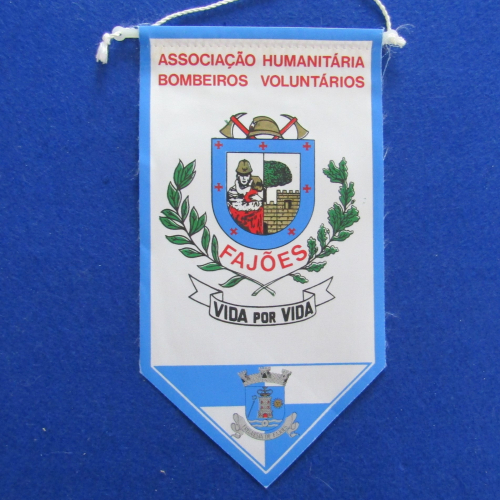 ASSOCIAÇÃO HUMANITÁRIA
BOMBEIROS VOLUNTÁRIOS
FAJÕES
VIDA POR VIDA